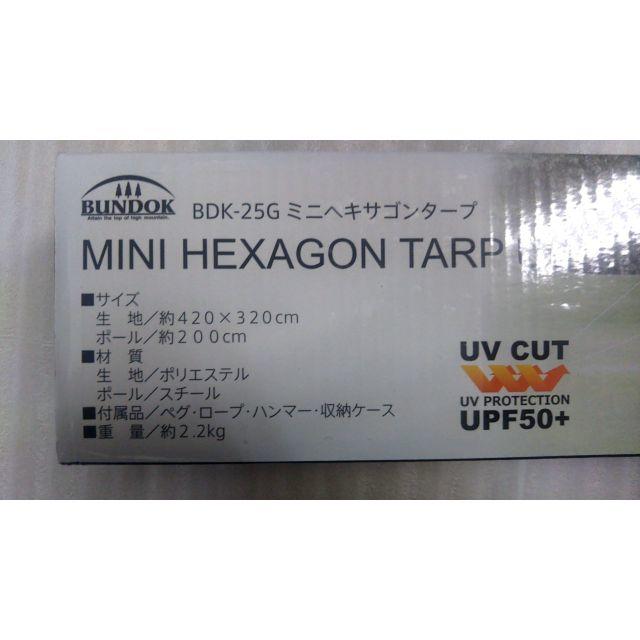 BUNDOK
Attain the top of high mountain.
BDK-25G ミニヘキサゴンタープ
MINI HEXAGON TARP
■サイズ
生 地／約420×320cm
ポール／約200cm
■材 質
生 地／ポリエステル
ポール／スチール
■付属品／ペグ・ロープ・ハンマー・収納ケース
■重 量／約2.2kg
UV CUT
UV PROTECTION
UPF50+